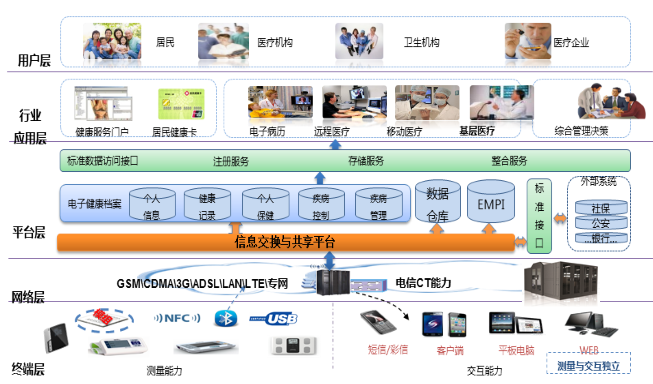 居民
医疗机构
卫生机构
医疗企业
用户层
行业
应用层
健康服务门户
居民健康卡
电子病历
远程医疗
移动医疗
基层医疗
综合管理决策
标准数据访问接口
注册服务
存储服务
整合服务
平台层
电子健康档案
个人
信息
健康
记录
个人
保健
疾病
控制
疾病
管理
数据
仓库
EMPI
标
准
接
口
外部系统
社保
公安
...银行...
信息交换与共享平台
网络层
GSM\CDMA\3G\ADSL\LAN\LTE\专网
电信CT能力
终端层
NFC
USB
测量能力
短信/彩信
客户端
平板电脑
WEB
交互能力
测量与交互独立